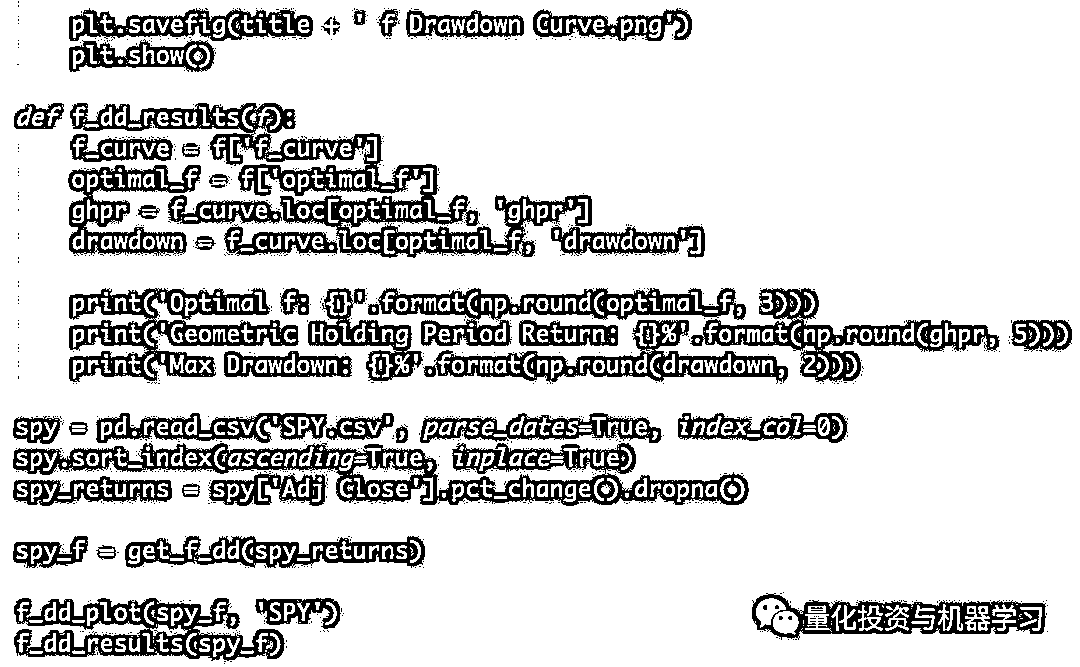 plt.savefig(title + ' f Drawdown Curve.png')
    plt.show()

def f_dd_results(f):
    f_curve = f['f_curve']
    optimal_f = f['optimal_f']
    ghpr = f_curve.loc[optimal_f, 'ghpr']
    drawdown = f_curve.loc[optimal_f, 'drawdown']

    print('Optimal f: {}'.format(np.round(optimal_f, 3)))
    print('Geometric Holding Period Return: {}%'.format(np.round(ghpr, 5)))
    print('Max Drawdown: {}%'.format(np.round(drawdown, 2)))

spy = pd.read_csv('SPY.csv', parse_dates=True, index_col=0)
spy.sort_index(ascending=True, inplace=True)
spy_returns = spy['Adj Close'].pct_change().dropna()

spy_f = get_f_dd(spy_returns)

f_dd_plot(spy_f, 'SPY')
f_dd_results(spy_f)
量化投资与机器学习